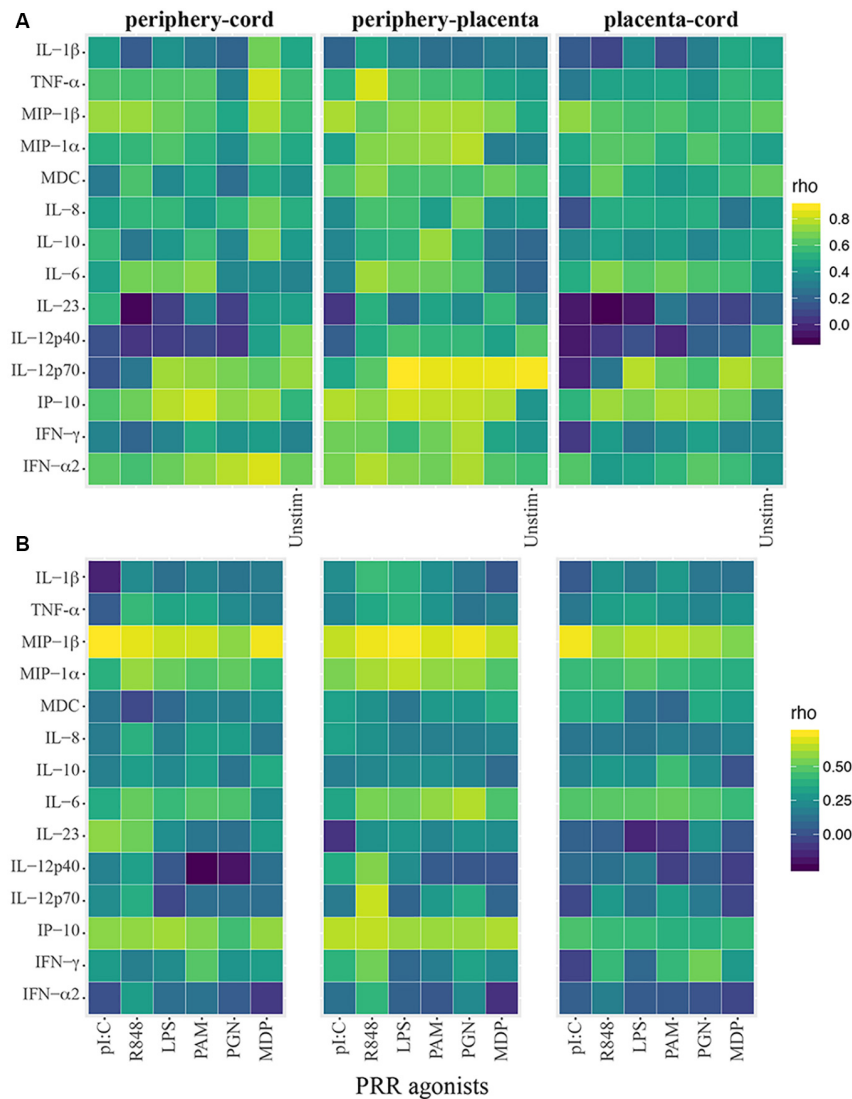 A
periphery-cord periphery-placenta placenta-cord
IL−1β
TNF-α
MIP−1β
MIP−1α
MDC
IL−8
IL−10
IL−6
IL−23
IL−12p40
IL−12p70
IP−10
IFN−γ
IFN−α2
Unstim
Unstim
Unstim
rho
0.8
0.6
0.4
0.2
0.0
B
IL−1β
TNF-α
MIP−1β
MIP−1α
MDC
IL−8
IL−10
IL−6
IL−23
IL−12p40
IL−12p70
IP−10
IFN−γ
IFN−α2
pI:C R848 LPS PAM PGN MDP
pI:C R848 LPS PAM PGN MDP
pI:C R848 LPS PAM PGN MDP
rho
0.50
0.25
0.00
PRR agonists